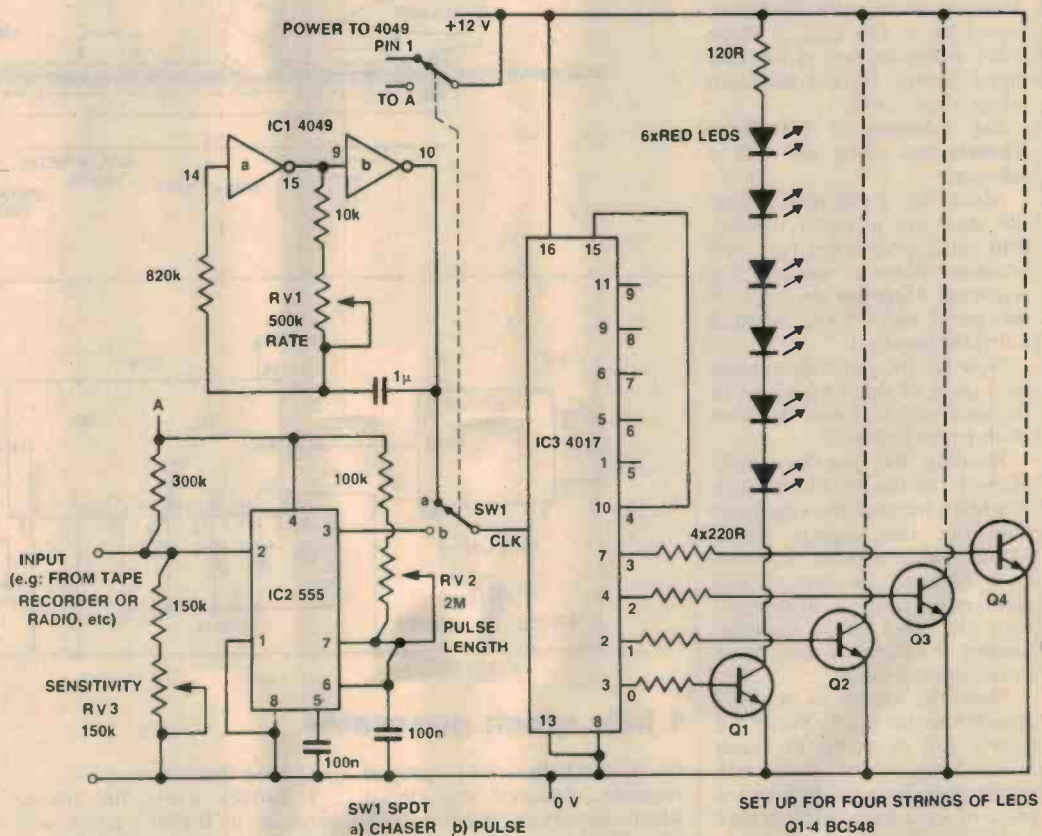 POWER TO 4049
PIN 1
+12 V
TO A
120R
IC1 4049
14
a
15
9
b
10
6xRED LEDS
16
15
10k
820k
RV1
500k
RATE
1µ
11
9
9
8
6
7
5
6
IC3 4017
1
5
10
4
A
300k
100k
4
a
SW1
b
CLK
3
7
3
4x220R
Q4
INPUT
(e.g: FROM TAPE
RECORDER OR
RADIO, etc)
2
IC2 555
RV2
2M
PULSE
LENGTH
4
2
Q3
150k
1
7
2
1
Q2
SENSITIVITY
RV3
150k
6
3
0
Q1
8
5
100n
100n
13
8
0 V
SW1 SPDT
a) CHASER b) PULSE
SET UP FOR FOUR STRINGS OF LEDS
Q1-4 BC548